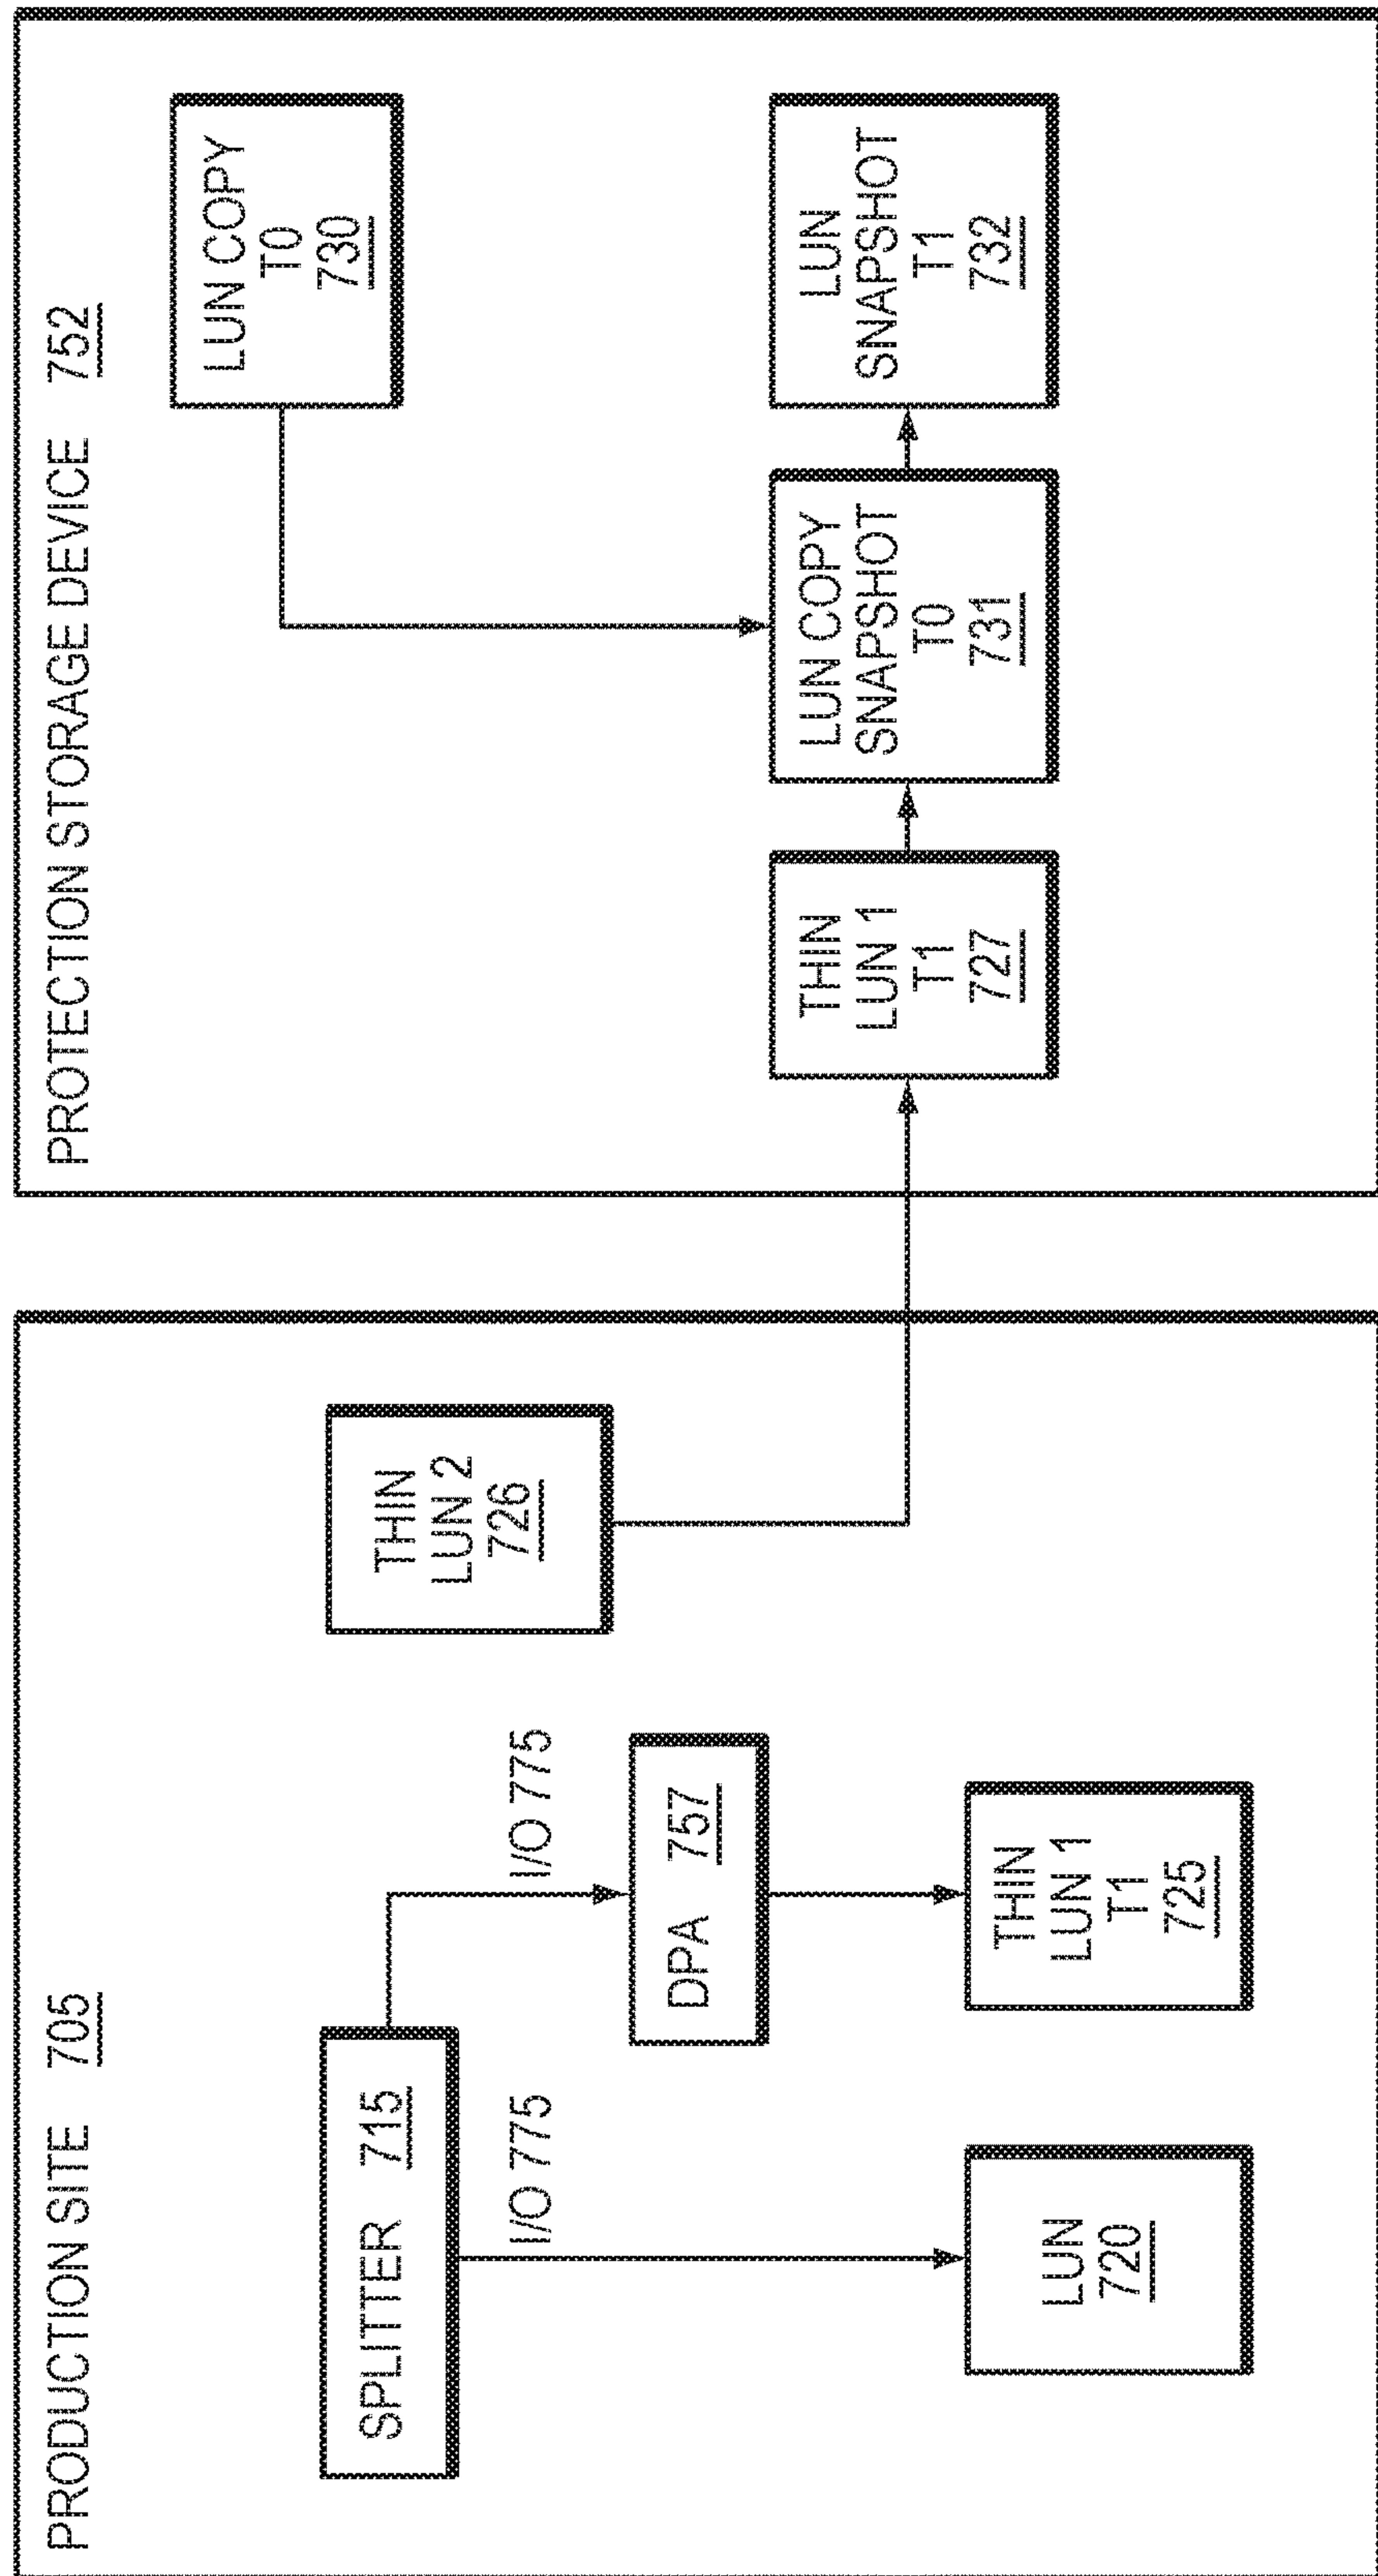 PRODUCTION SITE 705
SPLITTER 715
I/O 775
I/O 775
DPA 757
LUN
720
THIN
LUN 1
T1
725
THIN
LUN 2
726
PROTECTION STORAGE DEVICE 752
LUN COPY
T0
730
THIN
LUN 1
T1
727
LUN COPY
SNAPSHOT
T0
731
LUN
SNAPSHOT
T1
732